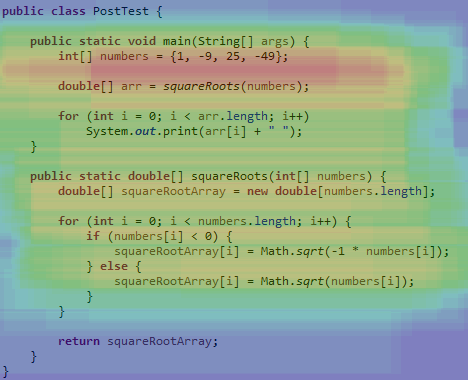 public class PostTest {
public static void main(String[] args) {
int[] numbers = {1, -9, 25, -49};
double[] arr = squareRoots(numbers);
for (int i = 0; i < arr.length; i++)
System.out.print(arr[i] + " ");
}
public static double[] squareRoots(int[] numbers) {
double[] squareRootArray = new double[numbers.length];
for (int i = 0; i < numbers.length; i++) {
if (numbers[i] < 0) {
squareRootArray[i] = Math.sqrt(-1 * numbers[i]);
} else {
squareRootArray[i] = Math.sqrt(numbers[i]);
}
}
return squareRootArray;
}
}